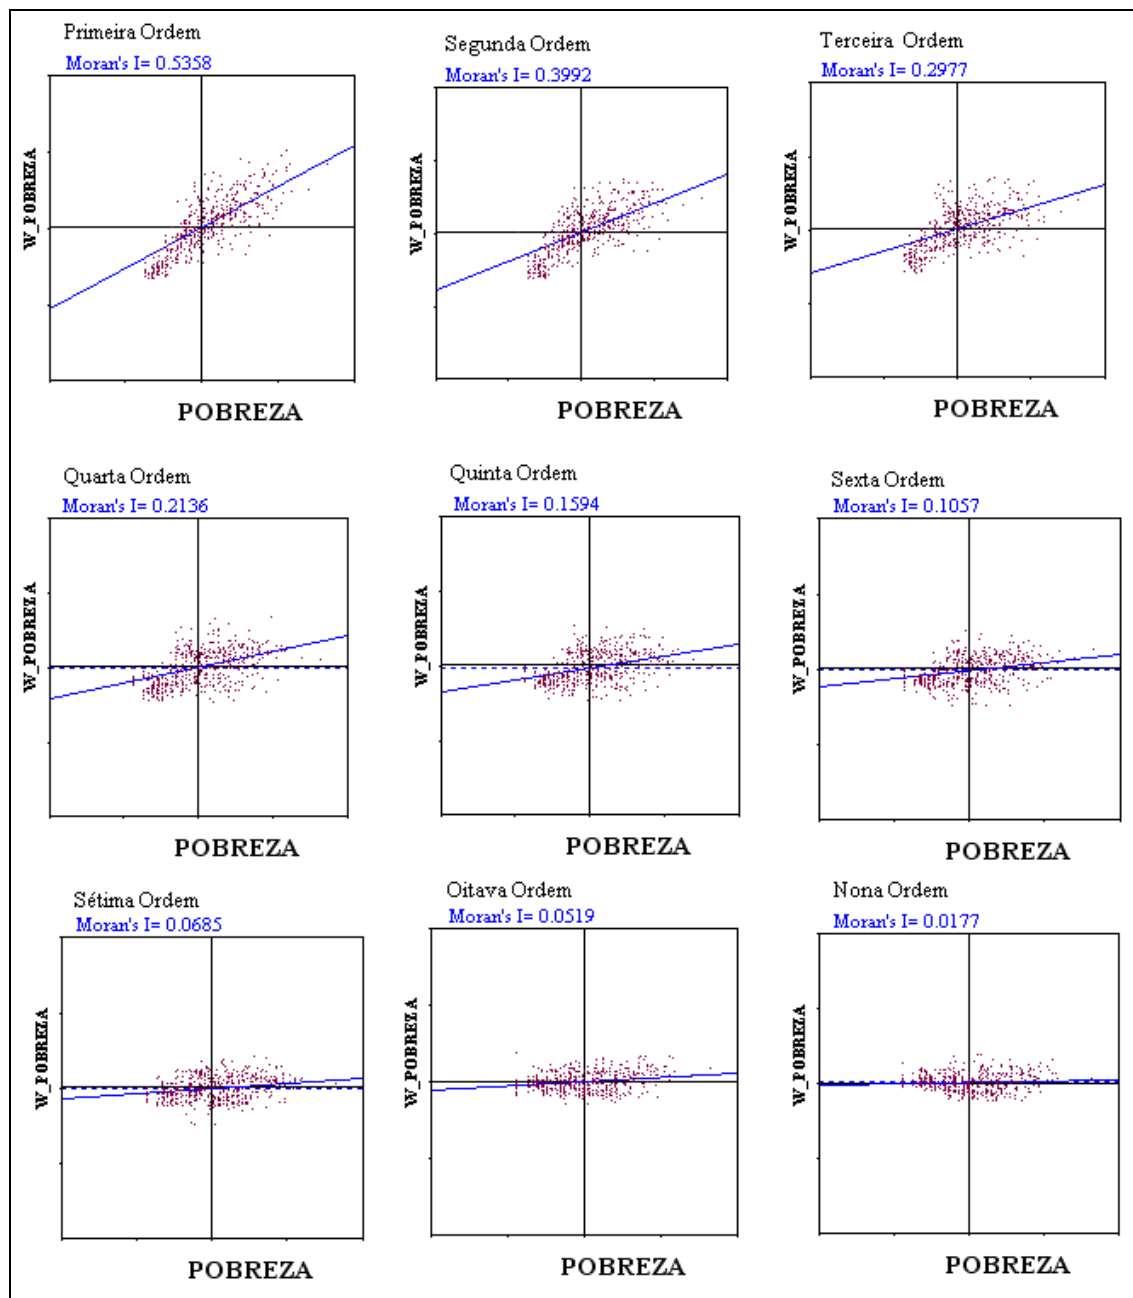 Primeira Ordem
Moran's I= 0.5358
W_POBREZA
POBREZA
Segunda Ordem
Moran's I= 0.3992
W_POBREZA
POBREZA
Terceira Ordem
Moran's I= 0.2977
W_POBREZA
POBREZA
Quarta Ordem
Moran's I= 0.2136
W_POBREZA
POBREZA
Quinta Ordem
Moran's I= 0.1594
W_POBREZA
POBREZA
Sexta Ordem
Moran's I= 0.1057
W_POBREZA
POBREZA
Sétima Ordem
Moran's I= 0.0685
W_POBREZA
POBREZA
Oitava Ordem
Moran's I= 0.0519
W_POBREZA
POBREZA
Nona Ordem
Moran's I= 0.0177
W_POBREZA
POBREZA